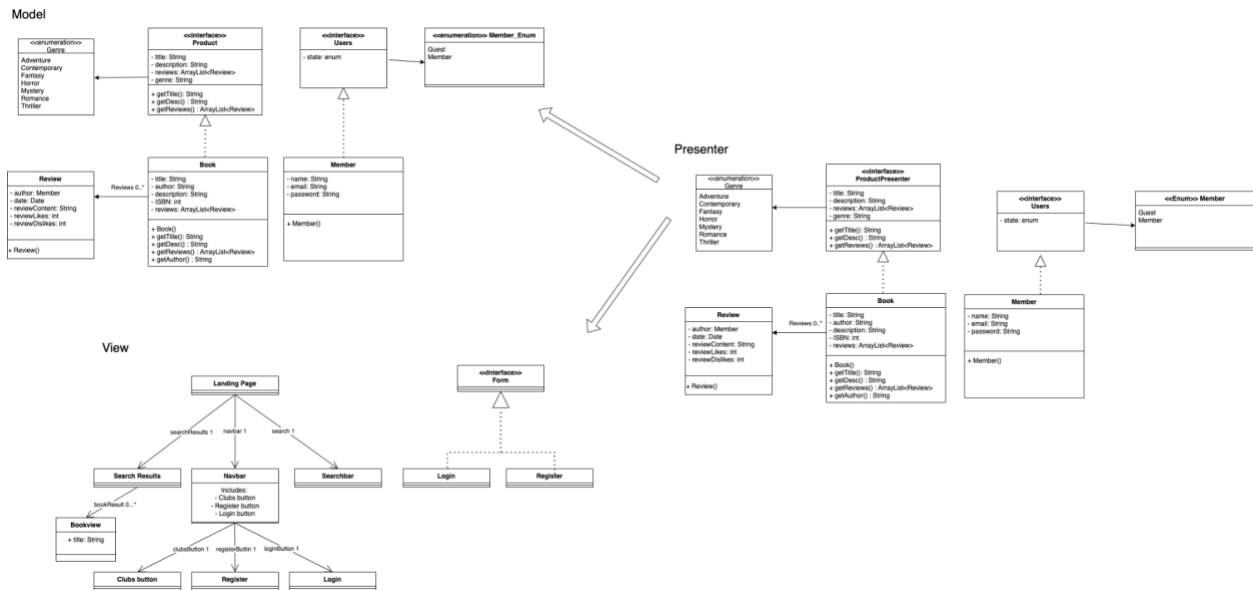 Model
<<enumeration>>
Genre
Adventure
Contemporary
Fantasy
Horror
Mystery
Romance
Thriller
<<interface>>
Product
- title: String
- description: String
- reviews: ArrayList<Review>
- genre: String
+ getTitle(): String
+ getDesc() : String
+ getReviews() : ArrayList<Review>
<<interface>>
Users
- state: enum
<<enumeration>> Member_Enum
Guest
Member
Review
- author: Member
- date: Date
- reviewContent: String
- reviewLikes: int
- reviewDislikes: int
+ Review()
Reviews 0..*
Book
- title: String
- author: String
- description: String
- ISBN: int
- reviews: ArrayList<Review>
+ Book()
+ getTitle(): String
+ getDesc() : String
+ getReviews() : ArrayList<Review>
+ getAuthor() : String
Member
- name: String
- email: String
- password: String
+ Member()
Presenter
<<enumeration>>
Genre
Adventure
Contemporary
Fantasy
Horror
Mystery
Romance
Thriller
<<interface>>
ProductPresenter
- title: String
- description: String
- reviews: ArrayList<Review>
- genre: String
+ getTitle(): String
+ getDesc() : String
+ getReviews() : ArrayList<Review>
<<interface>>
Users
- state: enum
<<Enum>> Member
Guest
Member
Review
- author: Member
- date: Date
- reviewContent: String
- reviewLikes: int
- reviewDislikes: int
+ Review()
Reviews 0..*
Book
- title: String
- author: String
- description: String
- ISBN: int
- reviews: ArrayList<Review>
+ Book()
+ getTitle(): String
+ getDesc() : String
+ getReviews() : ArrayList<Review>
+ getAuthor() : String
Member
- name: String
- email: String
- password: String
+ Member()
View
Landing Page
searchResults 1
navbar 1
search 1
Search Results
Navbar
Includes:
- Clubs button
- Register button
- Login button
Searchbar
bookResult 0...*
Bookview
+ title: String
clubsButton 1
registerButtin 1
loginButton 1
Clubs button
Register
Login
<<Interface>>
Form
Login
Register